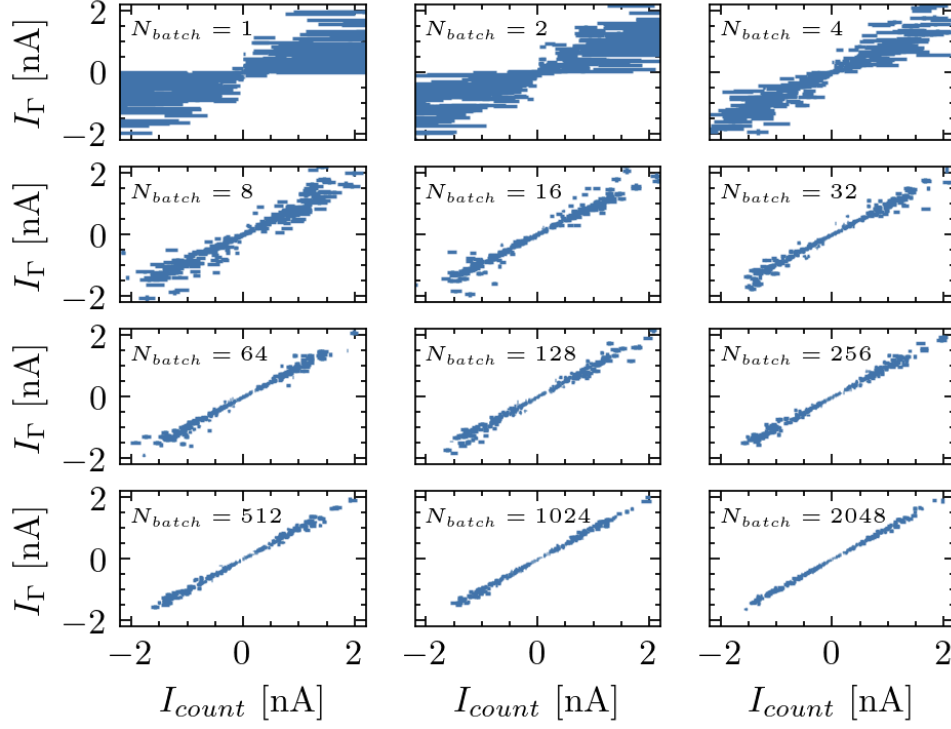 2
0
−2
I_Γ [nA]
N_batch = 1
N_batch = 2
N_batch = 4
2
0
−2
I_Γ [nA]
N_batch = 8
N_batch = 16
N_batch = 32
2
0
−2
I_Γ [nA]
N_batch = 64
N_batch = 128
N_batch = 256
2
0
−2
I_Γ [nA]
N_batch = 512
N_batch = 1024
N_batch = 2048
−2 0 2
−2 0 2
−2 0 2
I_count [nA]
I_count [nA]
I_count [nA]